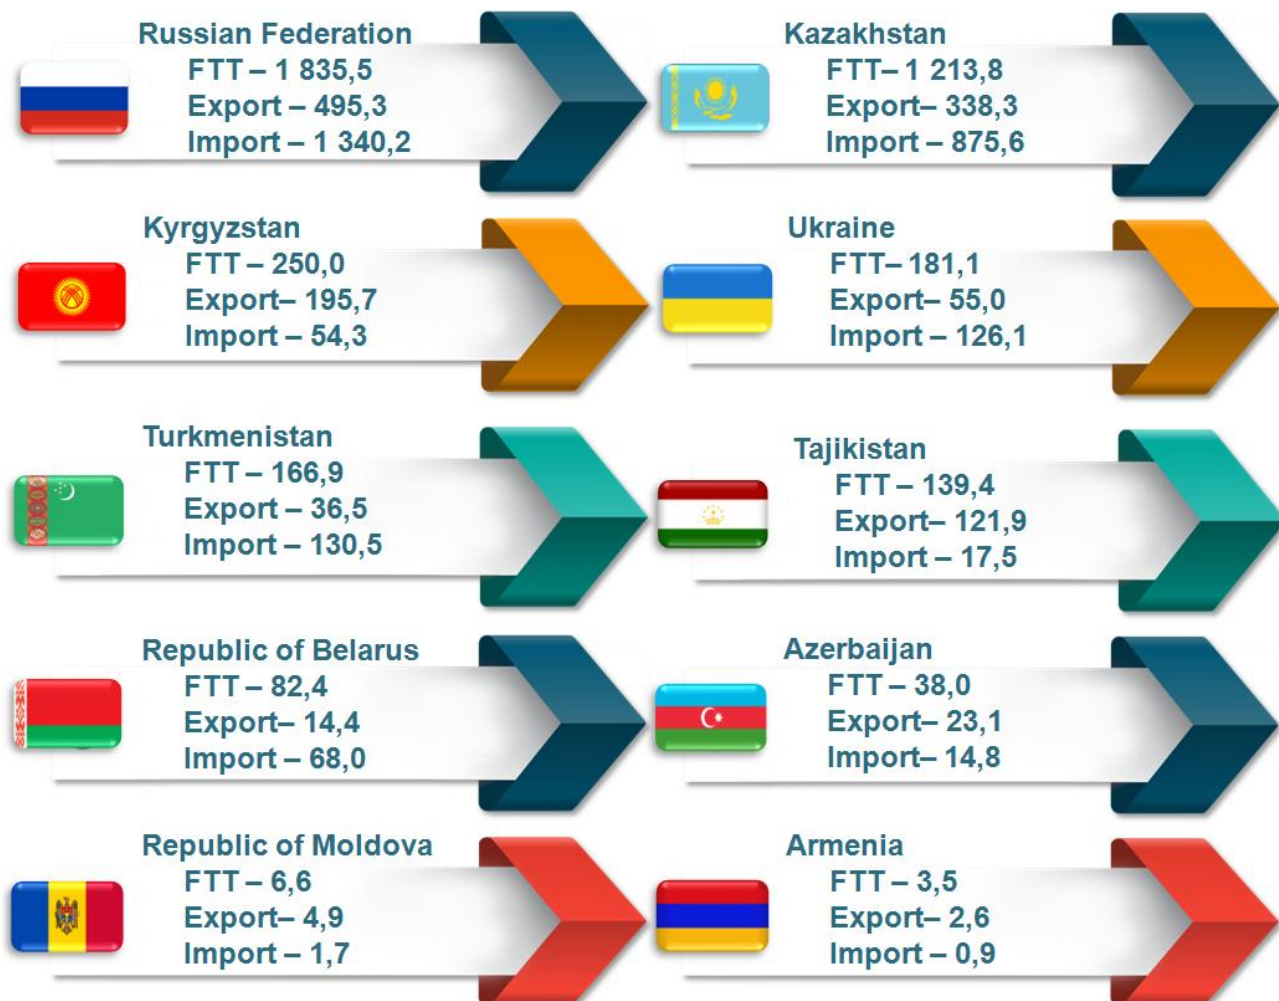 Russian Federation
FTT – 1 835,5
Export – 495,3
Import – 1 340,2
Kazakhstan
FTT– 1 213,8
Export– 338,3
Import – 875,6
Kyrgyzstan
FTT – 250,0
Export– 195,7
Import – 54,3
Ukraine
FTT– 181,1
Export– 55,0
Import – 126,1
Turkmenistan
FTT – 166,9
Export – 36,5
Import – 130,5
Tajikistan
FTT – 139,4
Export– 121,9
Import – 17,5
Republic of Belarus
FTT – 82,4
Export– 14,4
Import – 68,0
Azerbaijan
FTT – 38,0
Export– 23,1
Import– 14,8
Republic of Moldova
FTT – 6,6
Export– 4,9
Import – 1,7
Armenia
FTT – 3,5
Export– 2,6
Import – 0,9